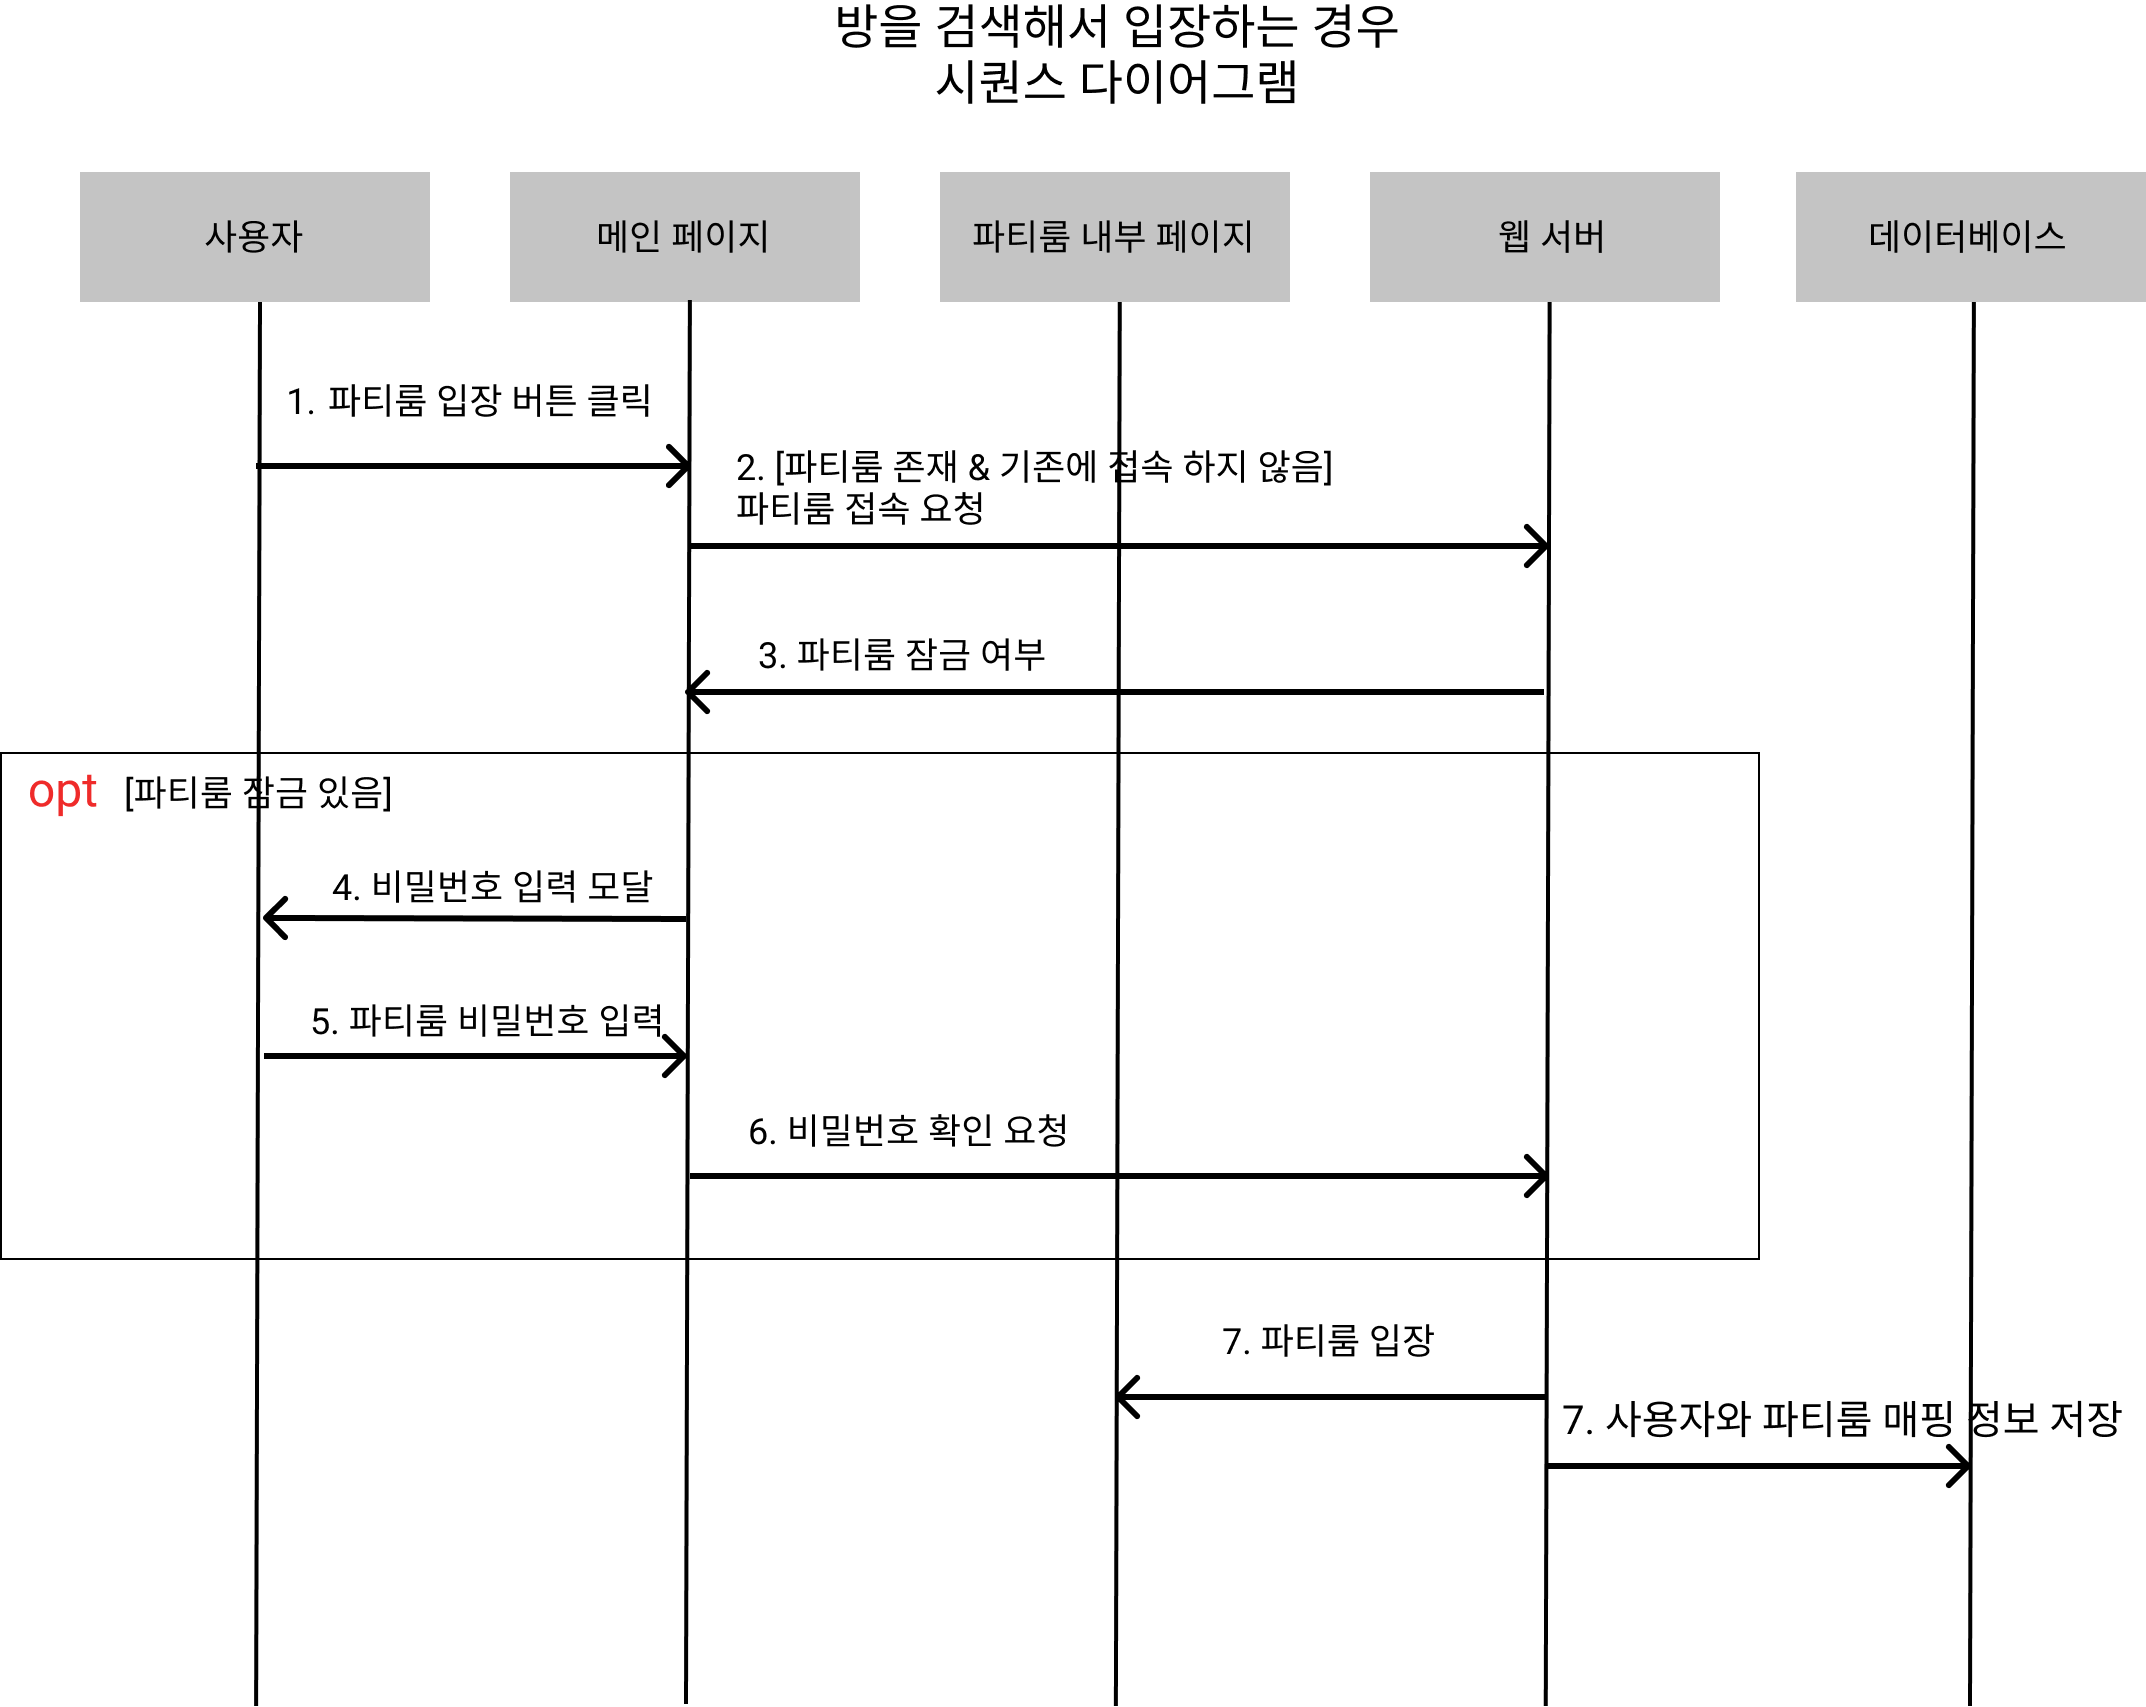 방을 검색해서 입장하는 경우
시퀀스 다이어그램
사용자
메인 페이지
파티룸 내부 페이지
웹 서버
데이터베이스
1. 파티룸 입장 버튼 클릭
2. [파티룸 존재 & 기존에 접속 하지 않음]
파티룸 접속 요청
3. 파티룸 잠금 여부
opt [파티룸 잠금 있음]
4. 비밀번호 입력 모달
5. 파티룸 비밀번호 입력
6. 비밀번호 확인 요청
7. 파티룸 입장
7. 사용자와 파티룸 매핑 정보 저장